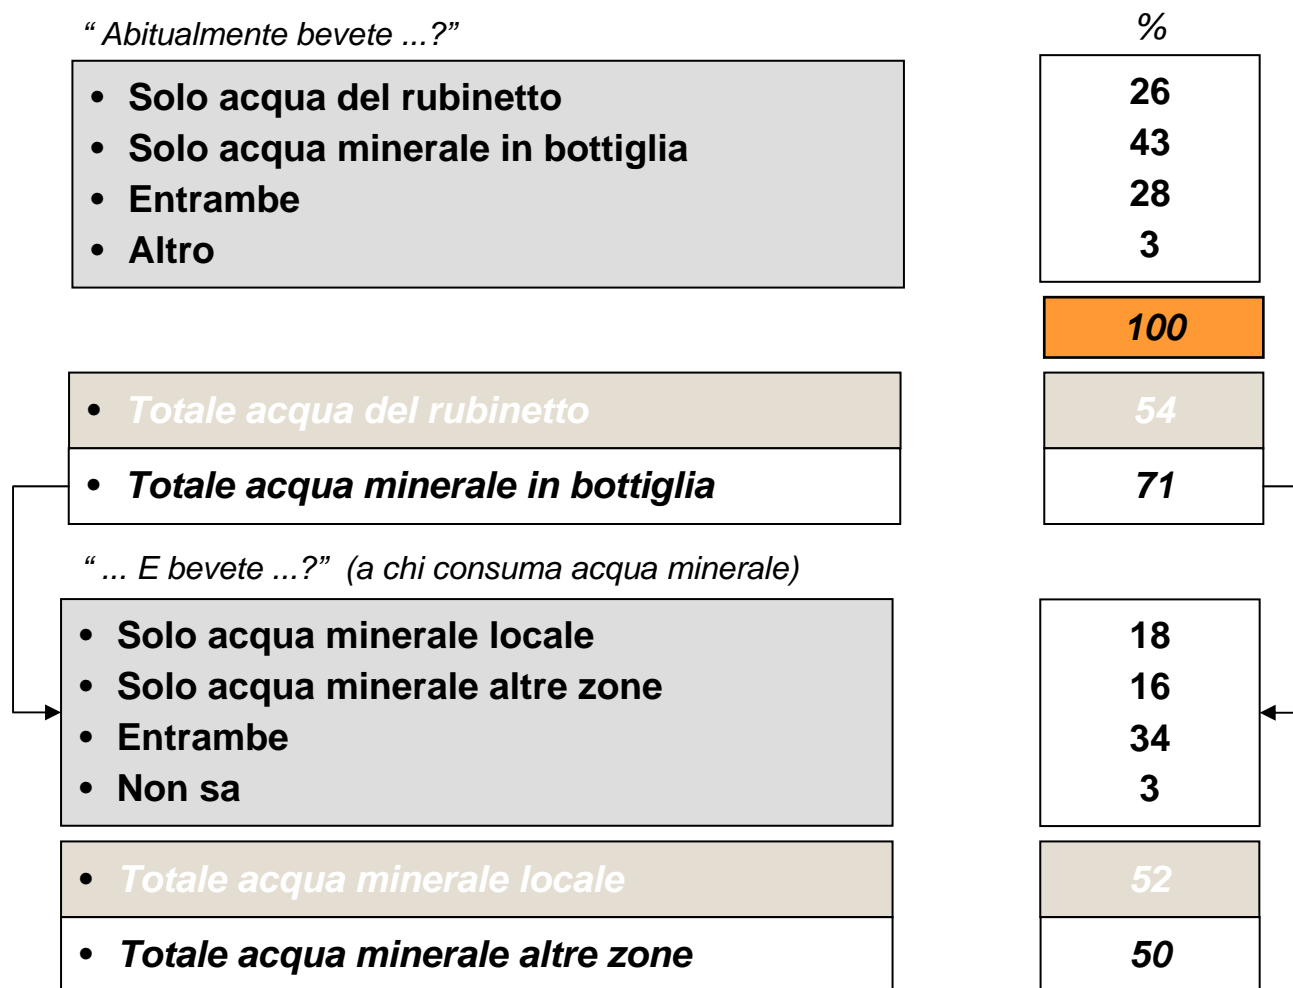 “ Abitualmente bevete ...?” %
• Solo acqua del rubinetto 26
• Solo acqua minerale in bottiglia 43
• Entrambe 28
• Altro 3
100
• Totale acqua del rubinetto 54
• Totale acqua minerale in bottiglia 71
“ ... E bevete ...?” (a chi consuma acqua minerale)
• Solo acqua minerale locale 18
• Solo acqua minerale altre zone 16
• Entrambe 34
• Non sa 3
• Totale acqua minerale locale 52
• Totale acqua minerale altre zone 50